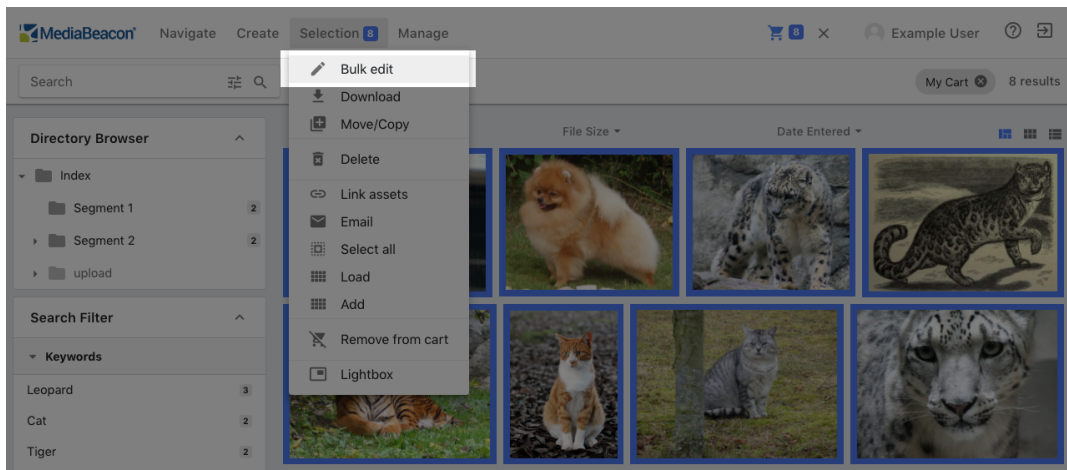 MediaBeacon® Navigate Create Selection 8 Manage 8 Example User
Search My Cart 8 results
Bulk edit
Download
Move/Copy
Delete
Link assets
Email
Select all
Load
Add
Remove from cart
Lightbox
File Size Date Entered
Directory Browser
Index
Segment 1 2
Segment 2 2
upload
Search Filter
Keywords
Leopard 3
Cat 2
Tiger 2